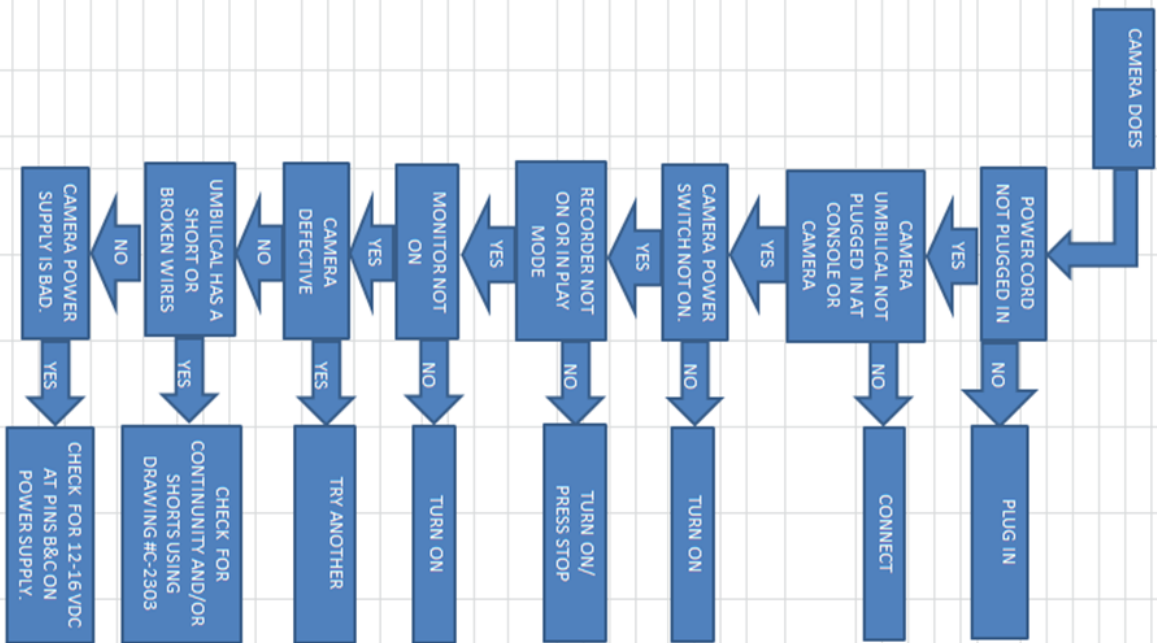 CAMERA DOES
POWER CORD
NOT PLUGGED IN
NO
PLUG IN
YES
CAMERA
UMBILICAL NOT
PLUGGED IN AT
CONSOLE OR
CAMERA
NO
CONNECT
YES
CAMERA POWER
SWITCH NOT ON.
NO
TURN ON
YES
RECORDER NOT
ON OR IN PLAY
MODE
NO
TURN ON/
PRESS STOP
YES
MONITOR NOT
ON
NO
TURN ON
YES
CAMERA
DEFECTIVE
YES
TRY ANOTHER
NO
UMBILICAL HAS A
SHORT OR
BROKEN WIRES
YES
CHECK FOR
CONTINUNITY AND/OR
SHORTS USING
DRAWING #C-2303
NO
CAMERA POWER
SUPPLY IS BAD.
YES
CHECK FOR 12-16 VDC
AT PINS B&C ON
POWER SUPPLY.